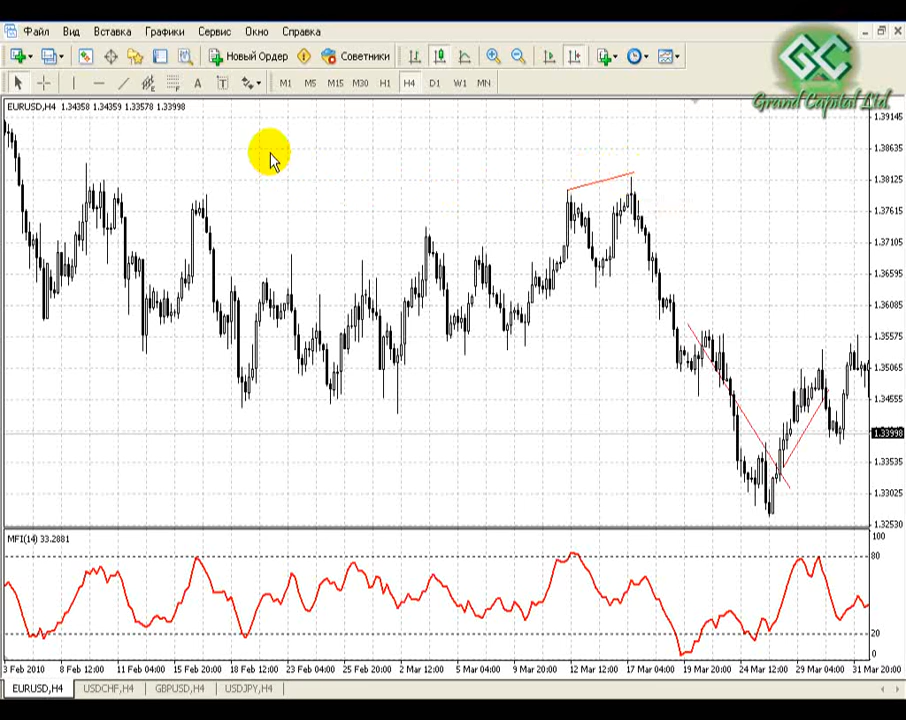 Файл Вид Вставка Графики Сервис Окно Справка
GC
Grand Capital Ltd.
Новый Ордер Советники
A T M1 M5 M15 M30 H1 H4 D1 W1 MN
EURUSD,H4 1.34358 1.34359 1.33578 1.33998
1.39145
1.38635
1.38125
1.37615
1.37105
1.36595
1.36085
1.35575
1.35065
1.34555
1.33998
1.33535
1.33025
1.32530
MFI(14) 33.2881
100
80
20
0
3 Feb 2010 8 Feb 12:00 11 Feb 04:00 15 Feb 20:00 18 Feb 12:00 23 Feb 04:00 25 Feb 20:00 2 Mar 12:00 5 Mar 04:00 9 Mar 20:00 12 Mar 12:00 17 Mar 04:00 19 Mar 20:00 24 Mar 12:00 29 Mar 04:00 31 Mar 20:00
EURUSD,H4 USDCHF,H4 GBPUSD,H4 USDJPY,H4